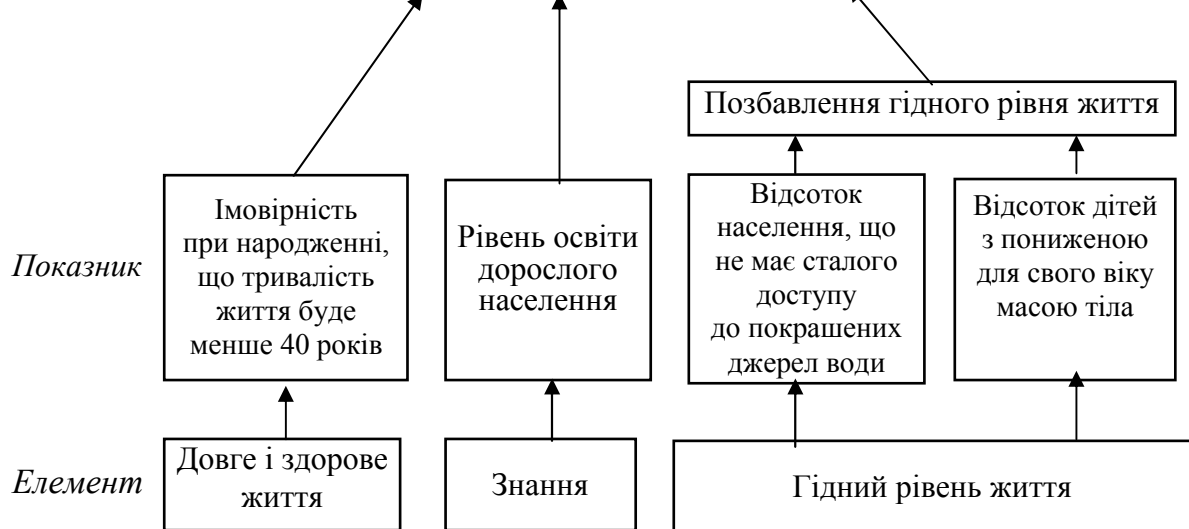 Позбавлення гідного рівня життя
Показник
Імовірність
при народженні,
що тривалість
життя буде
менше 40 років
Рівень освіти
дорослого
населення
Відсоток
населення, що
не має сталого
доступу
до покращених
джерел води
Відсоток дітей
з пониженою
для свого віку
масою тіла
Елемент
Довге і здорове
життя
Знання
Гідний рівень життя